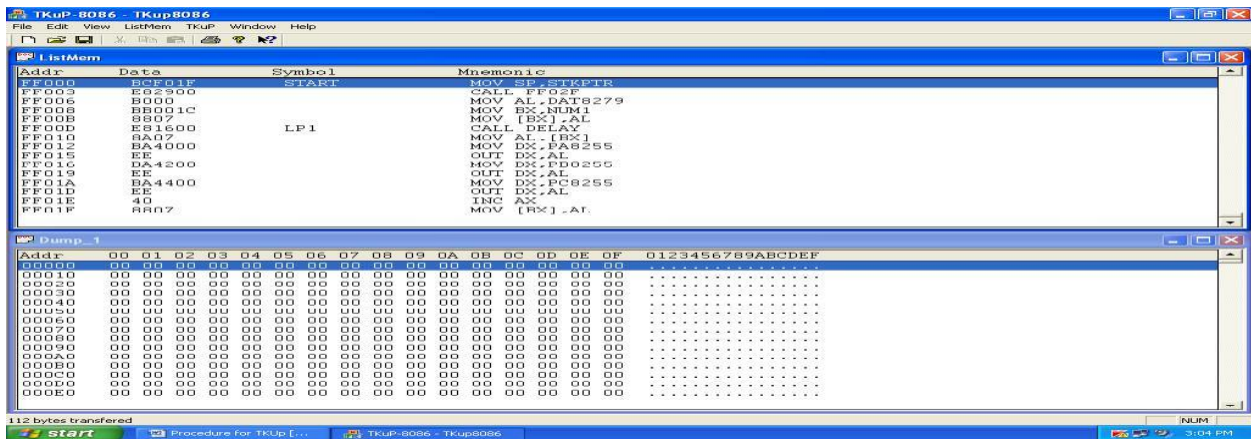 TKuP-8086 - TKup8086
File Edit View ListMem TKuP Window Help
ListMem
Addr Data Symbol Mnemonic
FF000 BCF01F START MOV SP,STKPTR
FF003 E82900 CALL FF02F
FF006 B000 MOV AL,DAT8279
FF008 BB001C MOV BX,NUM1
FF00B 8807 MOV [BX],AL
FF00D E81600 LP1 CALL DELAY
FF010 8A07 MOV AL,[BX]
FF012 BA4000 MOV DX,PA8255
FF015 EE OUT DX,AL
FF016 BA4200 MOV DX,PB8255
FF019 EE OUT DX,AL
FF01A BA4400 MOV DX,PC8255
FF01D EE OUT DX,AL
FF01E 40 INC AX
FF01F 8807 MOV [BX],AL
Dump_1
Addr 00 01 02 03 04 05 06 07 08 09 0A 0B 0C 0D 0E 0F 0123456789ABCDEF
00000 00 00 00 00 00 00 00 00 00 00 00 00 00 00 00 00 ................
00010 00 00 00 00 00 00 00 00 00 00 00 00 00 00 00 00 ................
00020 00 00 00 00 00 00 00 00 00 00 00 00 00 00 00 00 ................
00030 00 00 00 00 00 00 00 00 00 00 00 00 00 00 00 00 ................
00040 00 00 00 00 00 00 00 00 00 00 00 00 00 00 00 00 ................
00050 00 00 00 00 00 00 00 00 00 00 00 00 00 00 00 00 ................
00060 00 00 00 00 00 00 00 00 00 00 00 00 00 00 00 00 ................
00070 00 00 00 00 00 00 00 00 00 00 00 00 00 00 00 00 ................
00080 00 00 00 00 00 00 00 00 00 00 00 00 00 00 00 00 ................
00090 00 00 00 00 00 00 00 00 00 00 00 00 00 00 00 00 ................
000A0 00 00 00 00 00 00 00 00 00 00 00 00 00 00 00 00 ................
000B0 00 00 00 00 00 00 00 00 00 00 00 00 00 00 00 00 ................
000C0 00 00 00 00 00 00 00 00 00 00 00 00 00 00 00 00 ................
000D0 00 00 00 00 00 00 00 00 00 00 00 00 00 00 00 00 ................
000E0 00 00 00 00 00 00 00 00 00 00 00 00 00 00 00 00 ................
112 bytes transfered NUM
start Procedure for TKUp [... TKuP-8086 - TKup8086 3:04 PM